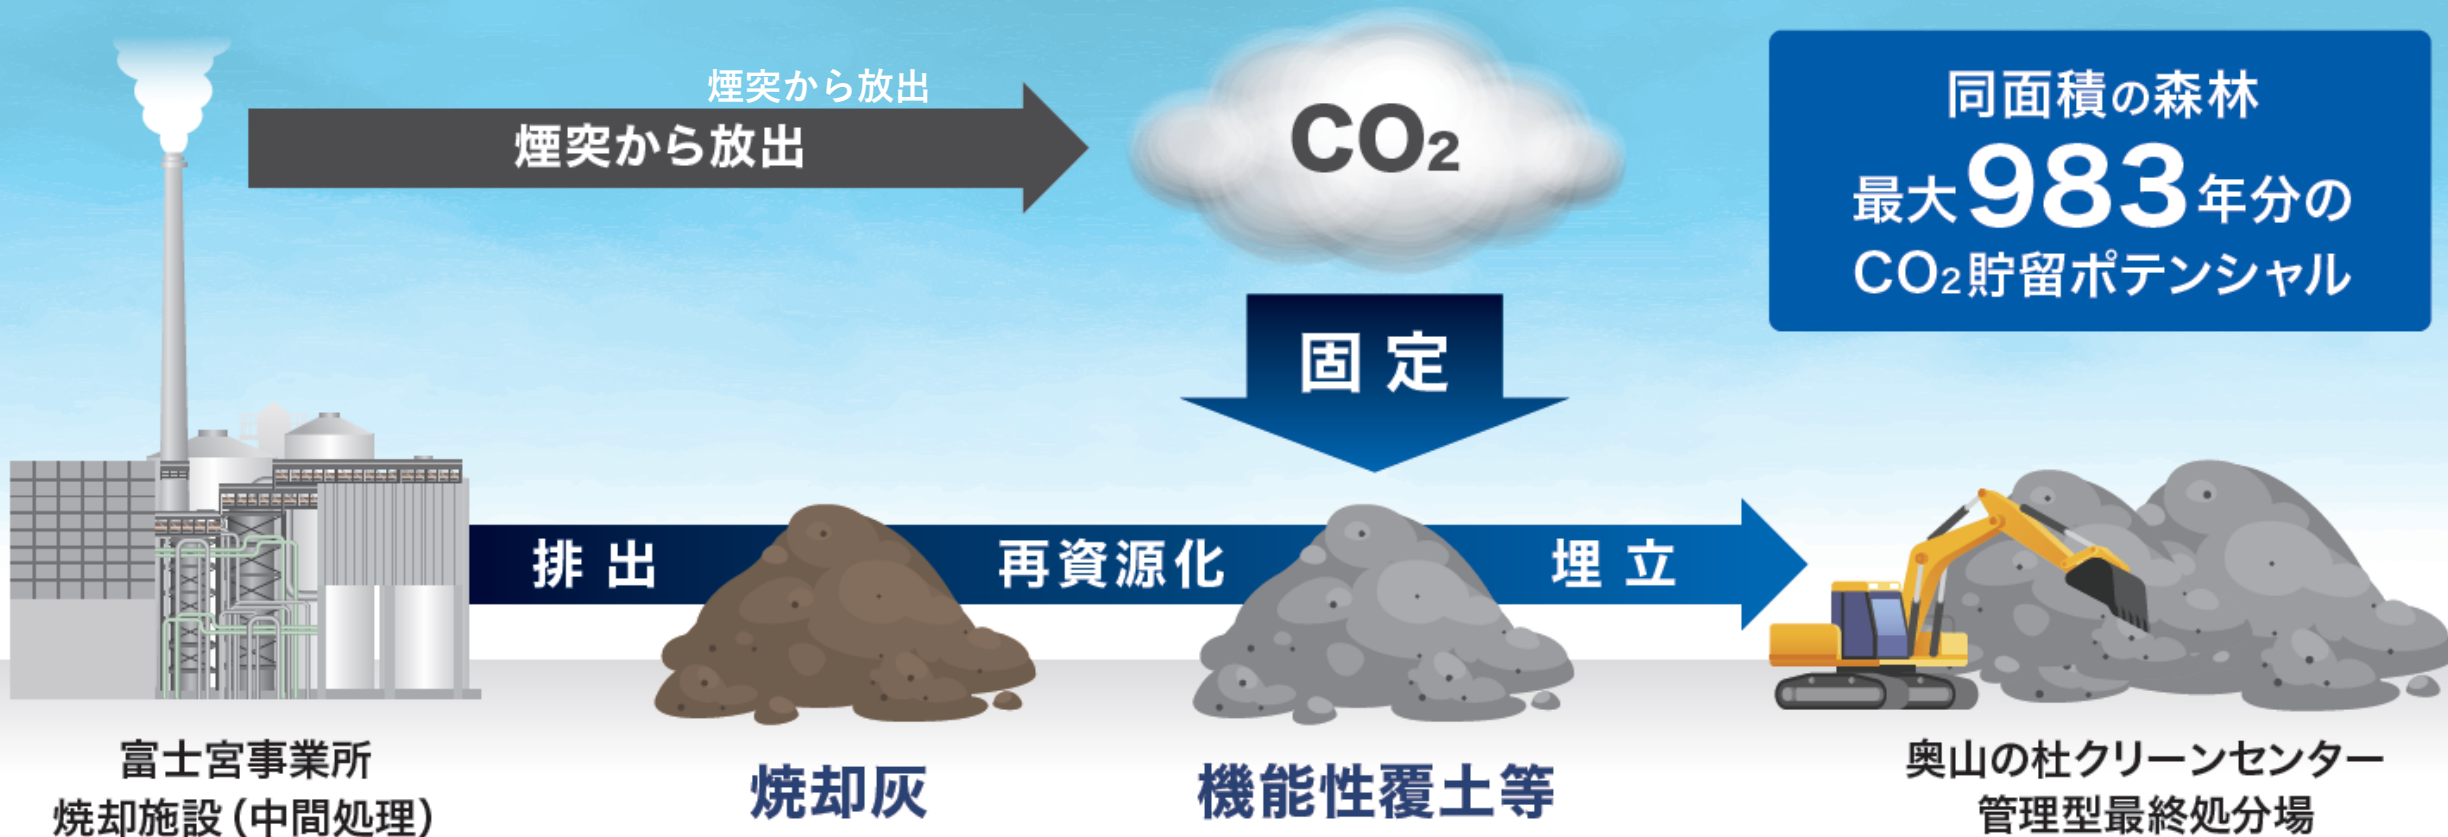 煙突から放出
煙突から放出
CO₂
同面積の森林
最大983年分の
CO₂貯留ポテンシャル
固定
排出
再資源化
埋立
富士宮事業所
焼却施設(中間処理)
焼却灰
機能性覆土等
奥山の杜クリーンセンター
管理型最終処分場